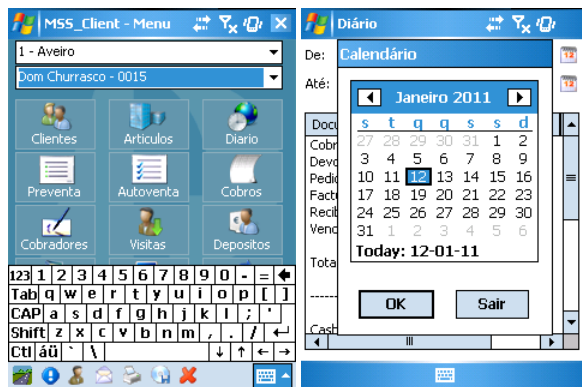 MSS_Client - Menu
1 - Aveiro
Dom Churrasco - 0015
Clientes Articulos Diario
Preventa Autoventa Cobros
Cobradores Visitas Depositos
123 1 2 3 4 5 6 7 8 9 0 - =
Tab q w e r t y u i o p [ ]
CAP a s d f g h j k l ; '
Shift z x c v b n m , . /
Ctl áü ` \
Diário
De:
Até:
Calendário
Janeiro 2011
s t q q s s d
27 28 29 30 31 1 2
3 4 5 6 7 8 9
10 11 12 13 14 15 16
17 18 19 20 21 22 23
24 25 26 27 28 29 30
31 1 2 3 4 5 6
Today: 12-01-11
OK Sair
Docu
Cobr
Devo
Pedid
Factu
Recib
Venc
Tota
------
Cash